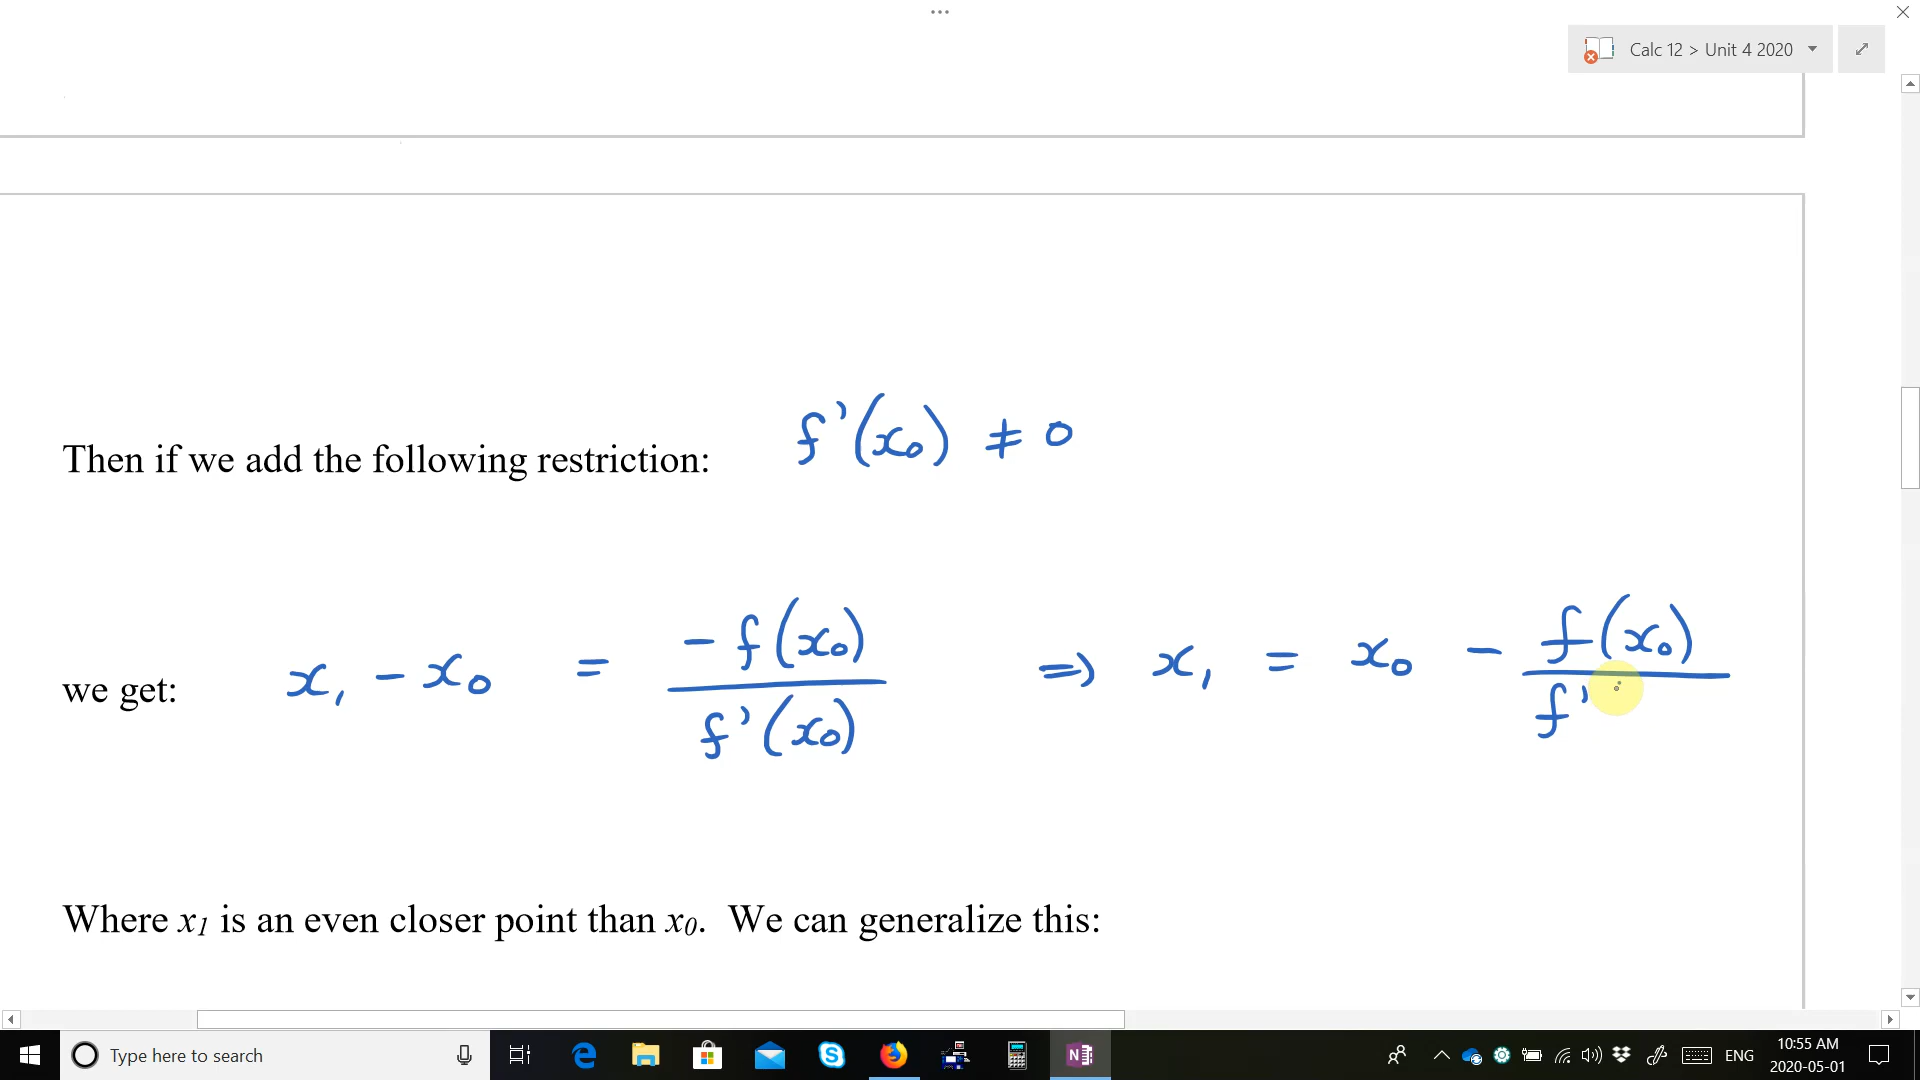 Calc 12 > Unit 4 2020
Then if we add the following restriction: f'(x₀) ≠ 0
we get: x₁ - x₀ = -f(x₀) / f'(x₀) ⇒ x₁ = x₀ - f(x₀) / f'
Where x₁ is an even closer point than x₀. We can generalize this:
Type here to search
ENG
10:55 AM
2020-05-01